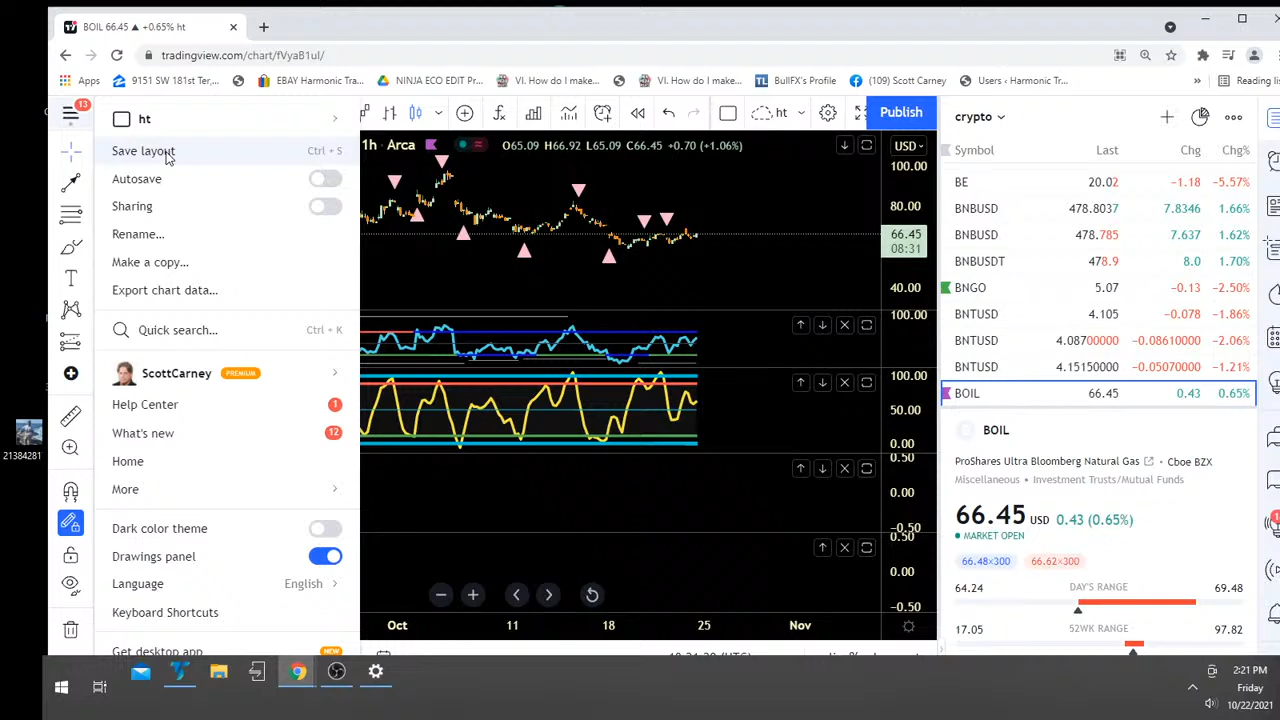 BOIL 66.45 ▲ +0.65% ht
tradingview.com/chart/fVyaB1uI/
Apps
9151 SW 181st Ter,...
EBAY Harmonic Tra...
NINJA ECO EDIT Pr...
VI. How do I make...
VI. How do I make...
BullFX's Profile
(109) Scott Carney
Users ‹ Harmonic Tr...
»
Reading list
13
ht
Save layout
Ctrl + S
Autosave
Sharing
Rename...
Make a copy...
Export chart data...
Quick search...
Ctrl + K
ScottCarney
PREMIUM
Help Center
1
What's new
12
Home
More
Dark color theme
Drawings panel
Language
English
Keyboard Shortcuts
Get desktop app
NEW
ht
Publish
1h · Arca
O65.09 H66.92 L65.09 C66.45 +0.70 (+1.06%)
USD
100.00
80.00
66.45
08:31
40.00
100.00
100.00
50.00
0.00
0.50
0.00
−0.50
0.50
0.00
−0.50
Oct
11
18
25
Nov
crypto
Symbol
Last
Chg
Chg%
BE 20.02 −1.18 −5.57%
BNBUSD 478.8037 7.8346 1.66%
BNBUSD 478.785 7.637 1.62%
BNBUSDT 478.9 8.0 1.70%
BNGO 5.07 −0.13 −2.50%
BNTUSD 4.105 −0.078 −1.86%
BNTUSD 4.08700000 −0.08610000 −2.06%
BNTUSD 4.15150000 −0.05070000 −1.21%
BOIL 66.45 0.43 0.65%
BOIL
ProShares Ultra Bloomberg Natural Gas • Cboe BZX
Miscellaneous • Investment Trusts/Mutual Funds
66.45 USD 0.43 (0.65%)
MARKET OPEN
66.48×300
66.62×300
64.24
DAY'S RANGE
69.48
17.05
52WK RANGE
97.82
21384281
2:21 PM
Friday
10/22/2021